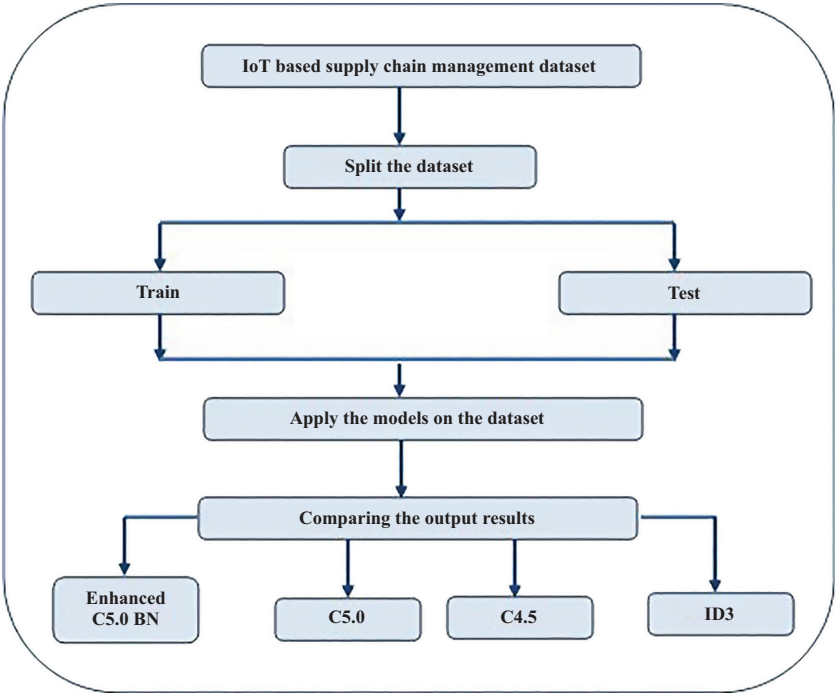 IoT based supply chain management dataset
Split the dataset
Train
Test
Apply the models on the dataset
Comparing the output results
Enhanced
C5.0 BN
C5.0
C4.5
ID3